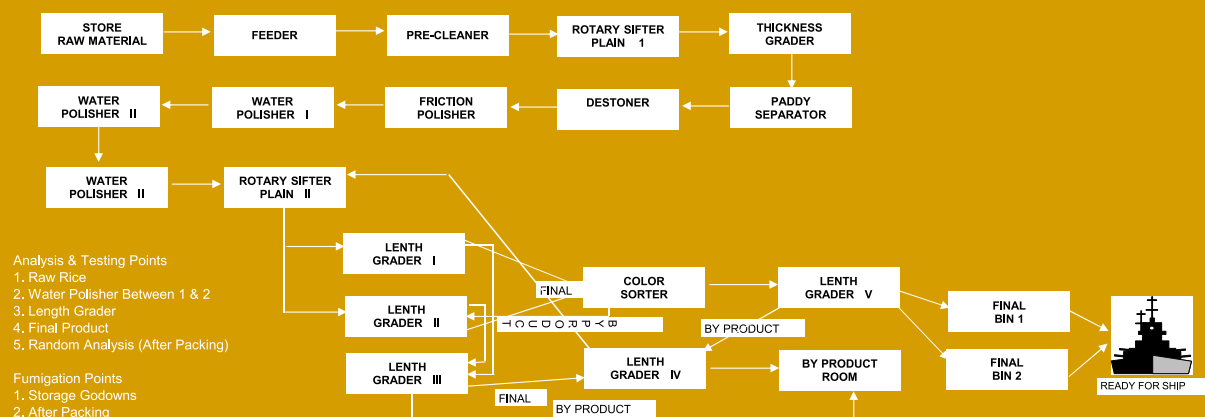 STORE
RAW MATERIAL
FEEDER
PRE-CLEANER
ROTARY SIFTER
PLAIN 1
THICKNESS
GRADER
WATER
POLISHER II
WATER
POLISHER I
FRICTION
POLISHER
DESTONER
PADDY
SEPARATOR
WATER
POLISHER II
ROTARY SIFTER
PLAIN II
LENTH
GRADER I
Analysis & Testing Points
1. Raw Rice
2. Water Polisher Between 1 & 2
3. Length Grader
4. Final Product
5. Random Analysis (After Packing)
FINAL
COLOR
SORTER
LENTH
GRADER V
FINAL
BIN 1
LENTH
GRADER II
BY PRODUCT
BY PRODUCT
LENTH
GRADER III
LENTH
GRADER IV
BY PRODUCT
ROOM
FINAL
BIN 2
READY FOR SHIP
Fumigation Points
1. Storage Godowns
2. After Packing
FINAL
BY PRODUCT